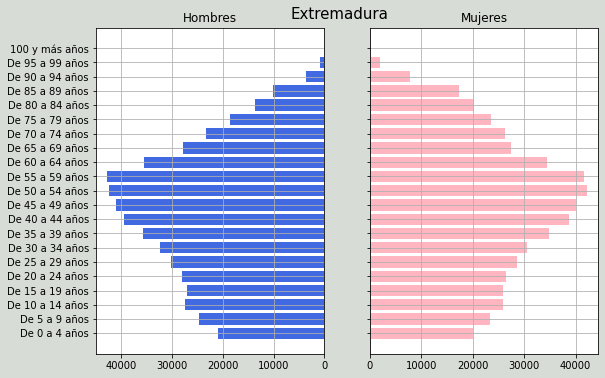 Extremadura
Hombres
Mujeres
100 y más años
De 95 a 99 años
De 90 a 94 años
De 85 a 89 años
De 80 a 84 años
De 75 a 79 años
De 70 a 74 años
De 65 a 69 años
De 60 a 64 años
De 55 a 59 años
De 50 a 54 años
De 45 a 49 años
De 40 a 44 años
De 35 a 39 años
De 30 a 34 años
De 25 a 29 años
De 20 a 24 años
De 15 a 19 años
De 10 a 14 años
De 5 a 9 años
De 0 a 4 años
40000 30000 20000 10000 0
0 10000 20000 30000 40000